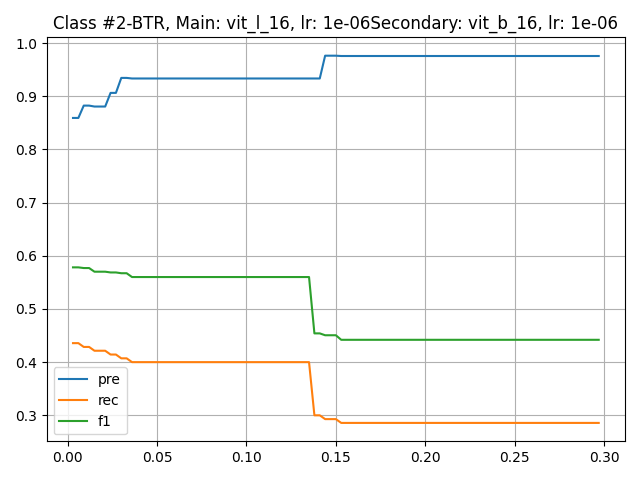 Class #2-BTR, Main: vit_l_16, lr: 1e-06Secondary: vit_b_16, lr: 1e-06
1.0
0.9
0.8
0.7
0.6
0.5
0.4
0.3
pre
rec
f1
0.00 0.05 0.10 0.15 0.20 0.25 0.30